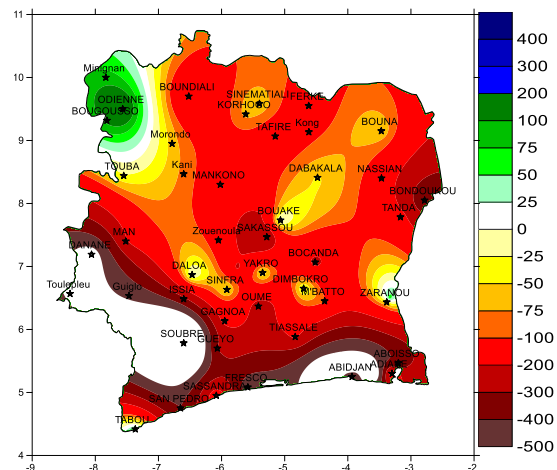 11
10
9
8
7
6
5
4
-9
-8
-7
-6
-5
-4
-3
-2
Minignan
ODIENNE
BOUGOUSSO
BOUNDIALI
SINEMATIALI
FERKE
KORHOGO
TAFIRE
Kong
BOUNA
Morondo
TOUBA
Kani
MANKONO
DABAKALA
NASSIAN
BONDOUKOU
TANDA
BOUAKE
Zouenoula
SAKASSOU
MAN
DANANE
BOCANDA
YAKRO
DALOA
SINFRA
DIMBOKRO
N'BATTO
ZARANOU
Toulepleu
Guiglo
ISSIA
OUME
GAGNOA
SOUBRE
GUEYO
TIASSALE
ABOISSO
ADIAKE
ABIDJAN
FRESCO
SASSANDRA
SAN PEDRO
TABOU
400
300
200
100
75
50
25
0
-25
-50
-75
-100
-200
-300
-400
-500